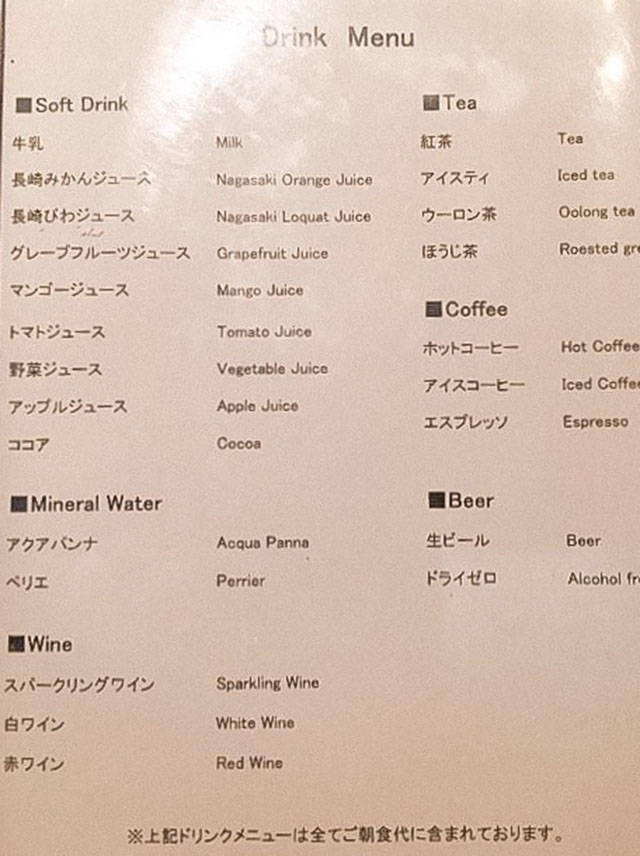 Drink Menu
■Soft Drink
牛乳 Milk
長崎みかんジュース Nagasaki Orange Juice
長崎びわジュース Nagasaki Loquat Juice
グレープフルーツジュース Grapefruit Juice
マンゴージュース Mango Juice
トマトジュース Tomato Juice
野菜ジュース Vegetable Juice
アップルジュース Apple Juice
ココア Cocoa
■Mineral Water
アクアパンナ Acqua Panna
ペリエ Perrier
■Wine
スパークリングワイン Sparkling Wine
白ワイン White Wine
赤ワイン Red Wine
■Tea
紅茶 Tea
アイスティ Iced tea
ウーロン茶 Oolong tea
ほうじ茶 Roested gre
■Coffee
ホットコーヒー Hot Coffee
アイスコーヒー Iced Coffee
エスプレッソ Espresso
■Beer
生ビール Beer
ドライゼロ Alcohol fr
※上記ドリンクメニューは全てご朝食代に含まれております。